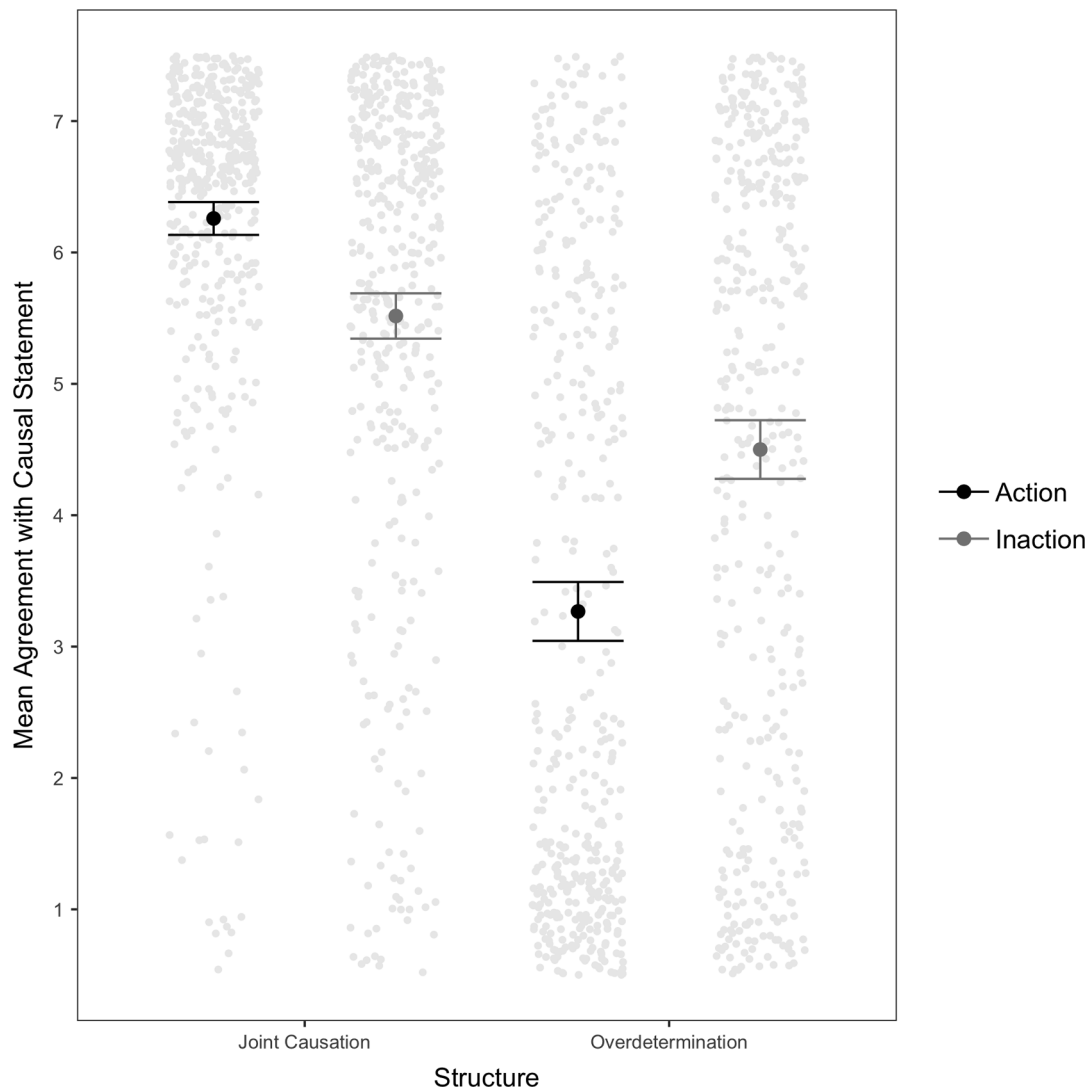 Mean Agreement with Causal Statement
7
6
5
4
3
2
1
Joint Causation
Overdetermination
Structure
Action
Inaction